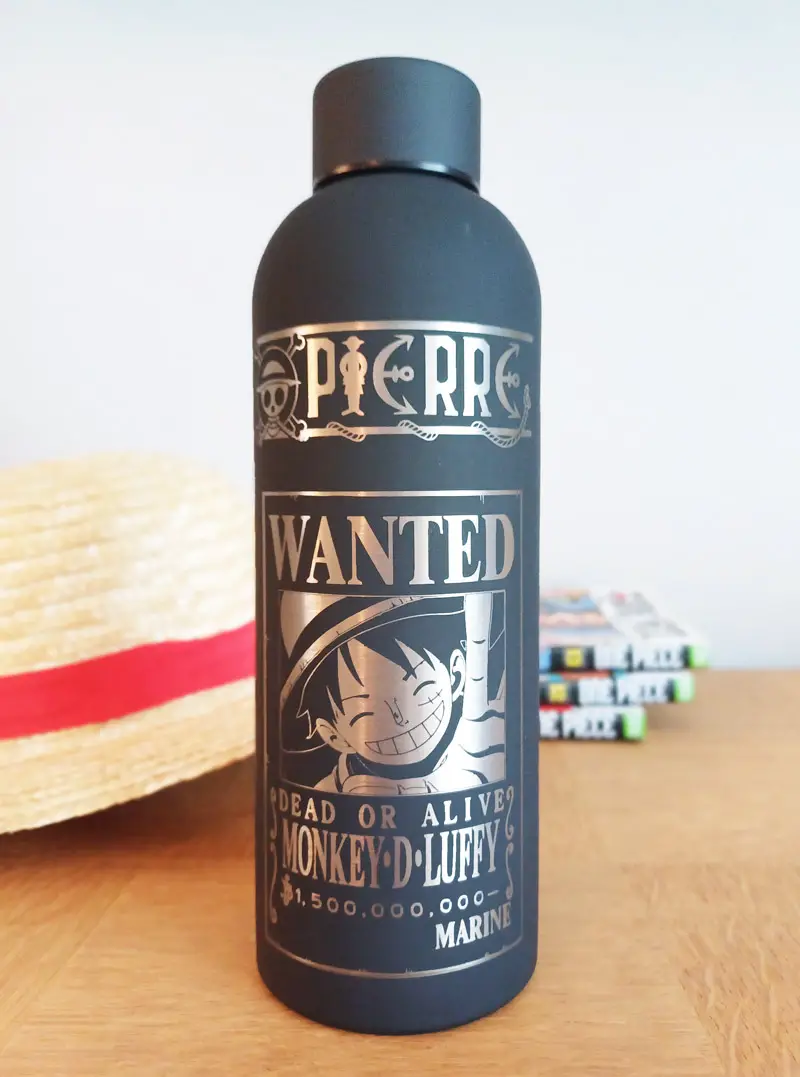 PIERRE
WANTED
DEAD OR ALIVE
MONKEY•D•LUFFY
฿1,500,000,000–
MARINE
ONE PIECE
ONE PIECE
ONE PIECE